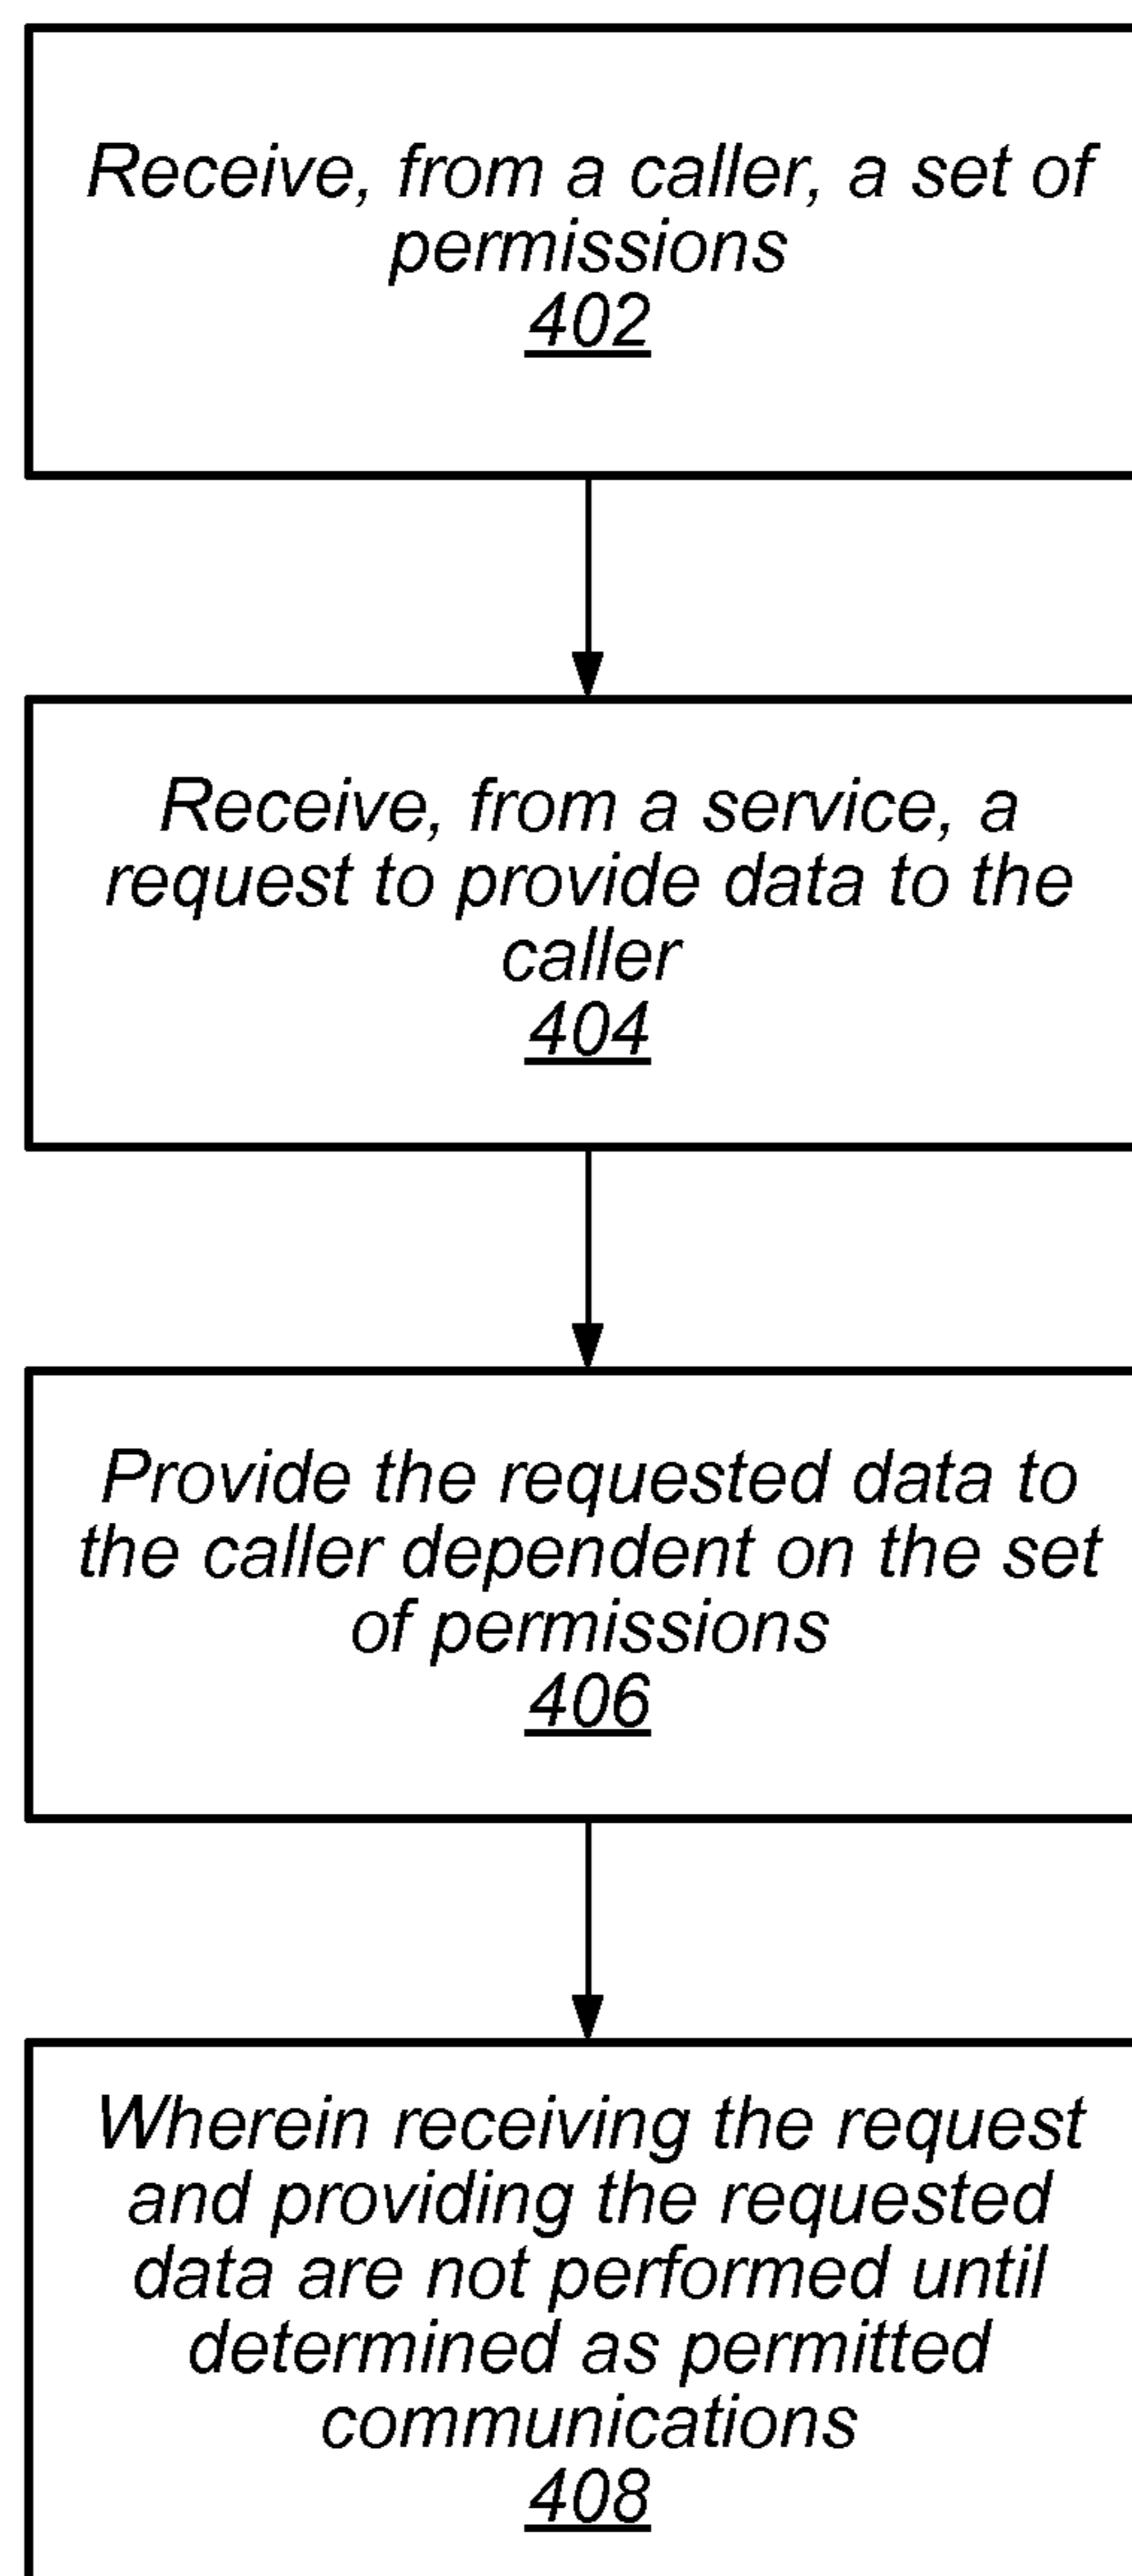 Receive, from a caller, a set of
permissions
402
Receive, from a service, a
request to provide data to the
caller
404
Provide the requested data to
the caller dependent on the set
of permissions
406
Wherein receiving the request
and providing the requested
data are not performed until
determined as permitted
communications
408